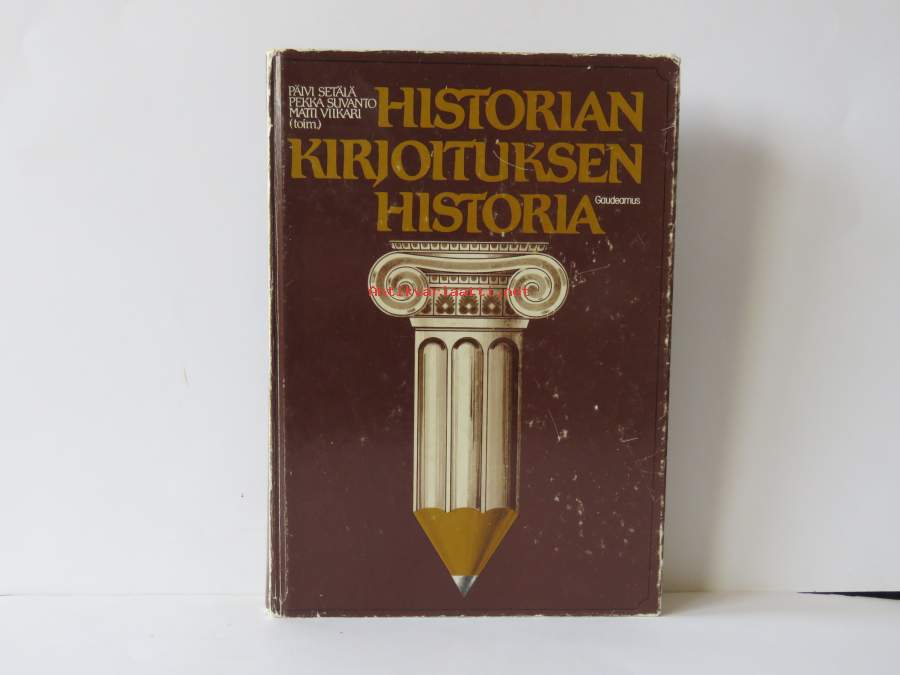 PÄIVI SETÄLÄ
PEKKA SUVANTO
MATTI VIIKARI
(toim.)
HISTORIAN
KIRJOITUKSEN
HISTORIA
Gaudeamus
Antikvariaatti.net